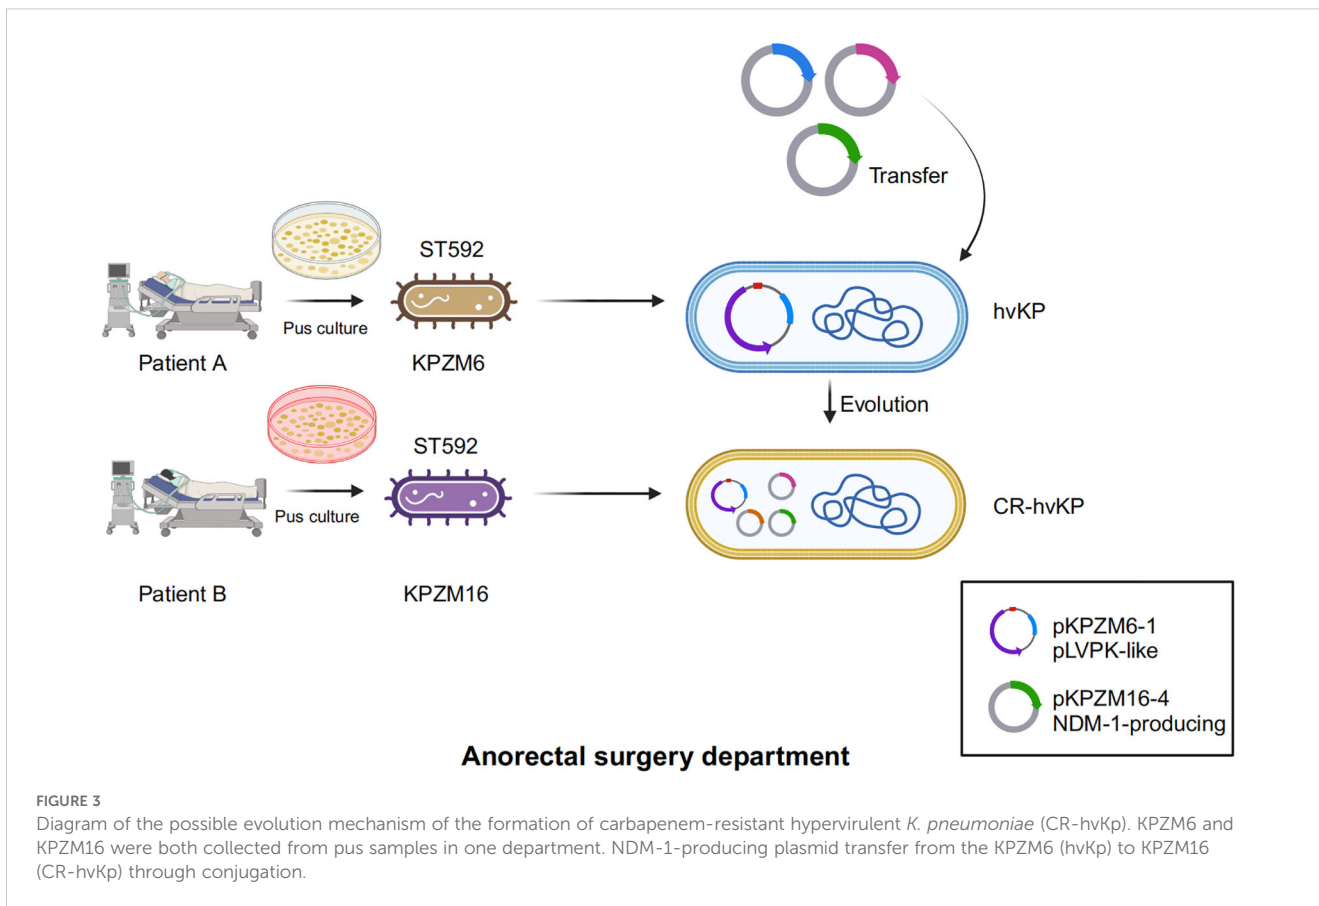 Transfer
ST592
hvKP
Pus culture
Patient A
KPZM6
Evolution
ST592
CR-hvKP
Pus culture
Patient B
KPZM16
pKPZM6-1
pLVPK-like
pKPZM16-4
NDM-1-producing
Anorectal surgery department
FIGURE 3
Diagram of the possible evolution mechanism of the formation of carbapenem-resistant hypervirulent K. pneumoniae (CR-hvKp). KPZM6 and
KPZM16 were both collected from pus samples in one department. NDM-1-producing plasmid transfer from the KPZM6 (hvKp) to KPZM16
(CR-hvKp) through conjugation.